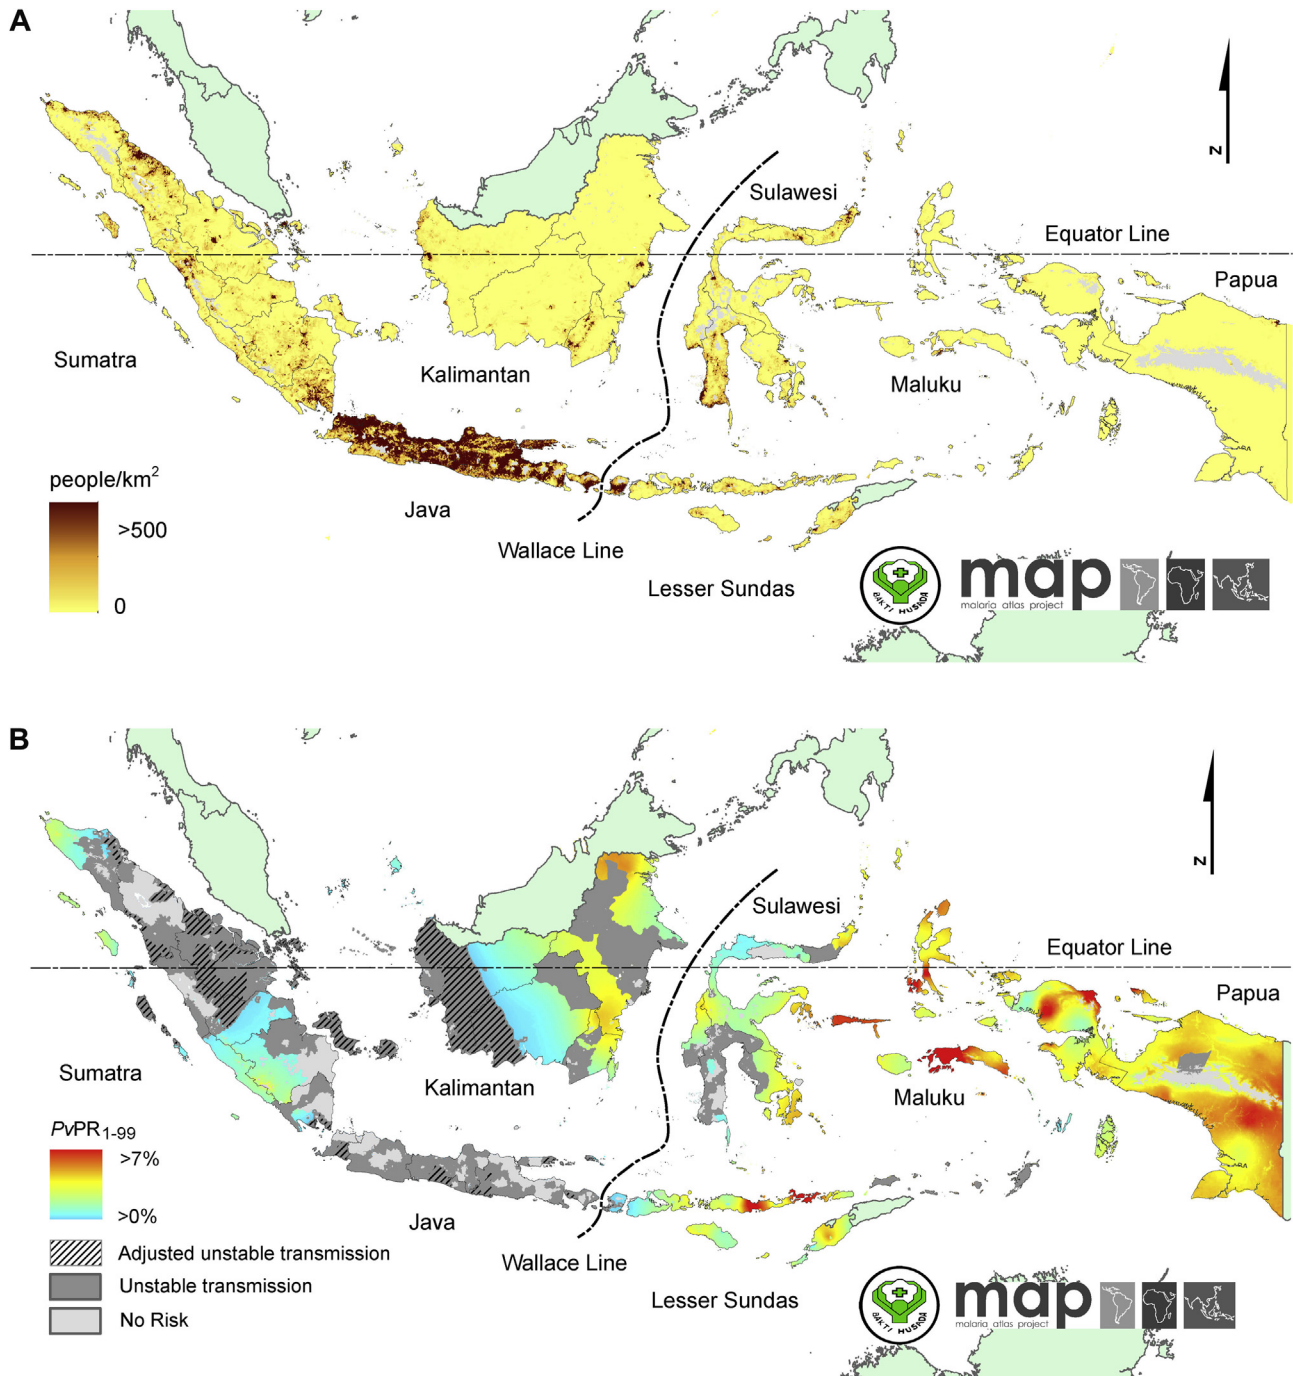 A
N
Sulawesi
Equator Line
Papua
Sumatra
Kalimantan
Maluku
people/km²
>500
0
Java
Wallace Line
Lesser Sundas
BAKTI HUSADA
map
malaria atlas project
B
N
Sulawesi
Equator Line
Papua
Sumatra
Kalimantan
Maluku
PvPR1-99
>7%
>0%
Java
Adjusted unstable transmission
Wallace Line
Unstable transmission
Lesser Sundas
No Risk
BAKTI HUSADA
map
malaria atlas project